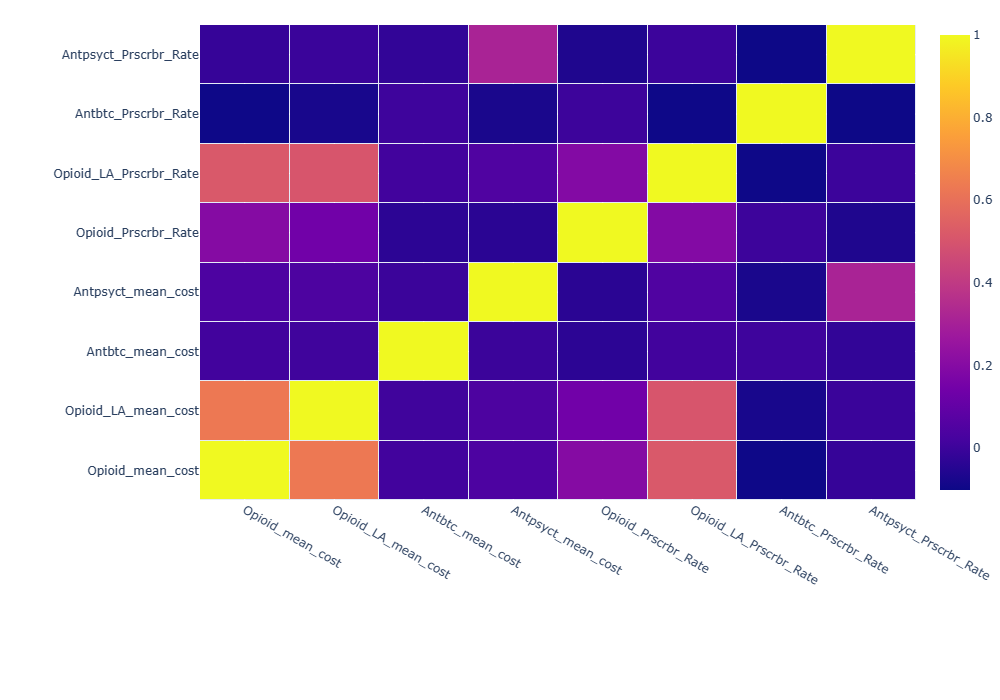 Antpsyct_Prscrbr_Rate
Antbtc_Prscrbr_Rate
Opioid_LA_Prscrbr_Rate
Opioid_Prscrbr_Rate
Antpsyct_mean_cost
Antbtc_mean_cost
Opioid_LA_mean_cost
Opioid_mean_cost
Opioid_mean_cost
Opioid_LA_mean_cost
Antbtc_mean_cost
Antpsyct_mean_cost
Opioid_Prscrbr_Rate
Opioid_LA_Prscrbr_Rate
Antbtc_Prscrbr_Rate
Antpsyct_Prscrbr_Rate
1
0.8
0.6
0.4
0.2
0